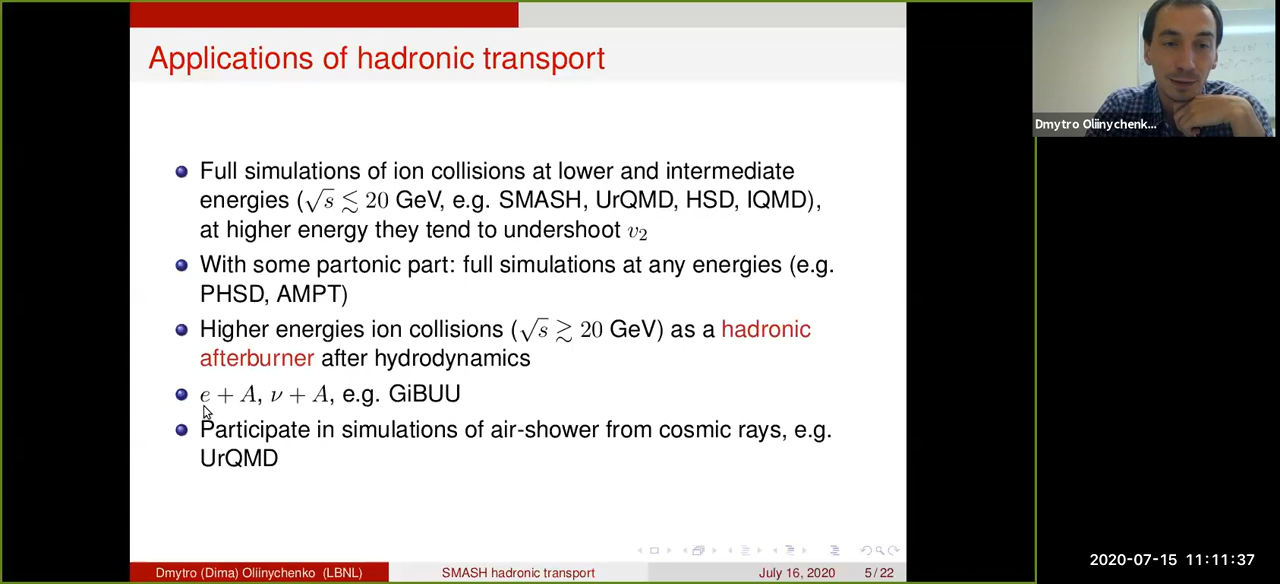 Applications of hadronic transport
Full simulations of ion collisions at lower and intermediate
energies (√s ≲ 20 GeV, e.g. SMASH, UrQMD, HSD, IQMD),
at higher energy they tend to undershoot v₂
With some partonic part: full simulations at any energies (e.g.
PHSD, AMPT)
Higher energies ion collisions (√s ≳ 20 GeV) as a hadronic
afterburner after hydrodynamics
e + A, ν + A, e.g. GiBUU
Participate in simulations of air-shower from cosmic rays, e.g.
UrQMD
Dmytro (Dima) Oliinychenko (LBNL) SMASH hadronic transport July 16, 2020 5 / 22
Dmytro Oliinychenk...
2020-07-15 11:11:37